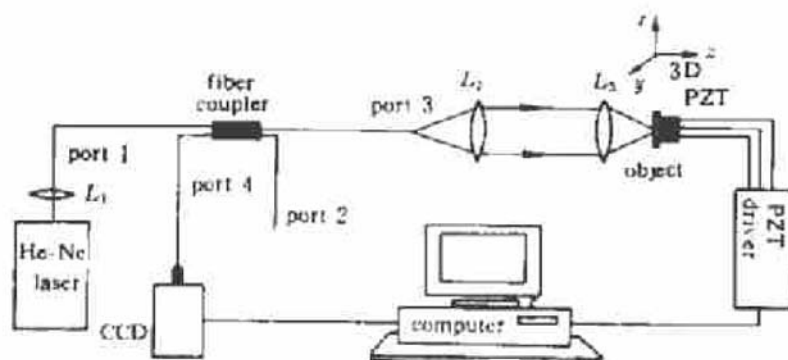 z
3D
y
PZT
fiber
coupler
port 3
L2
L3
port 1
port 4
object
L1
port 2
He-Ne
laser
PZT
driver
CCD
computer